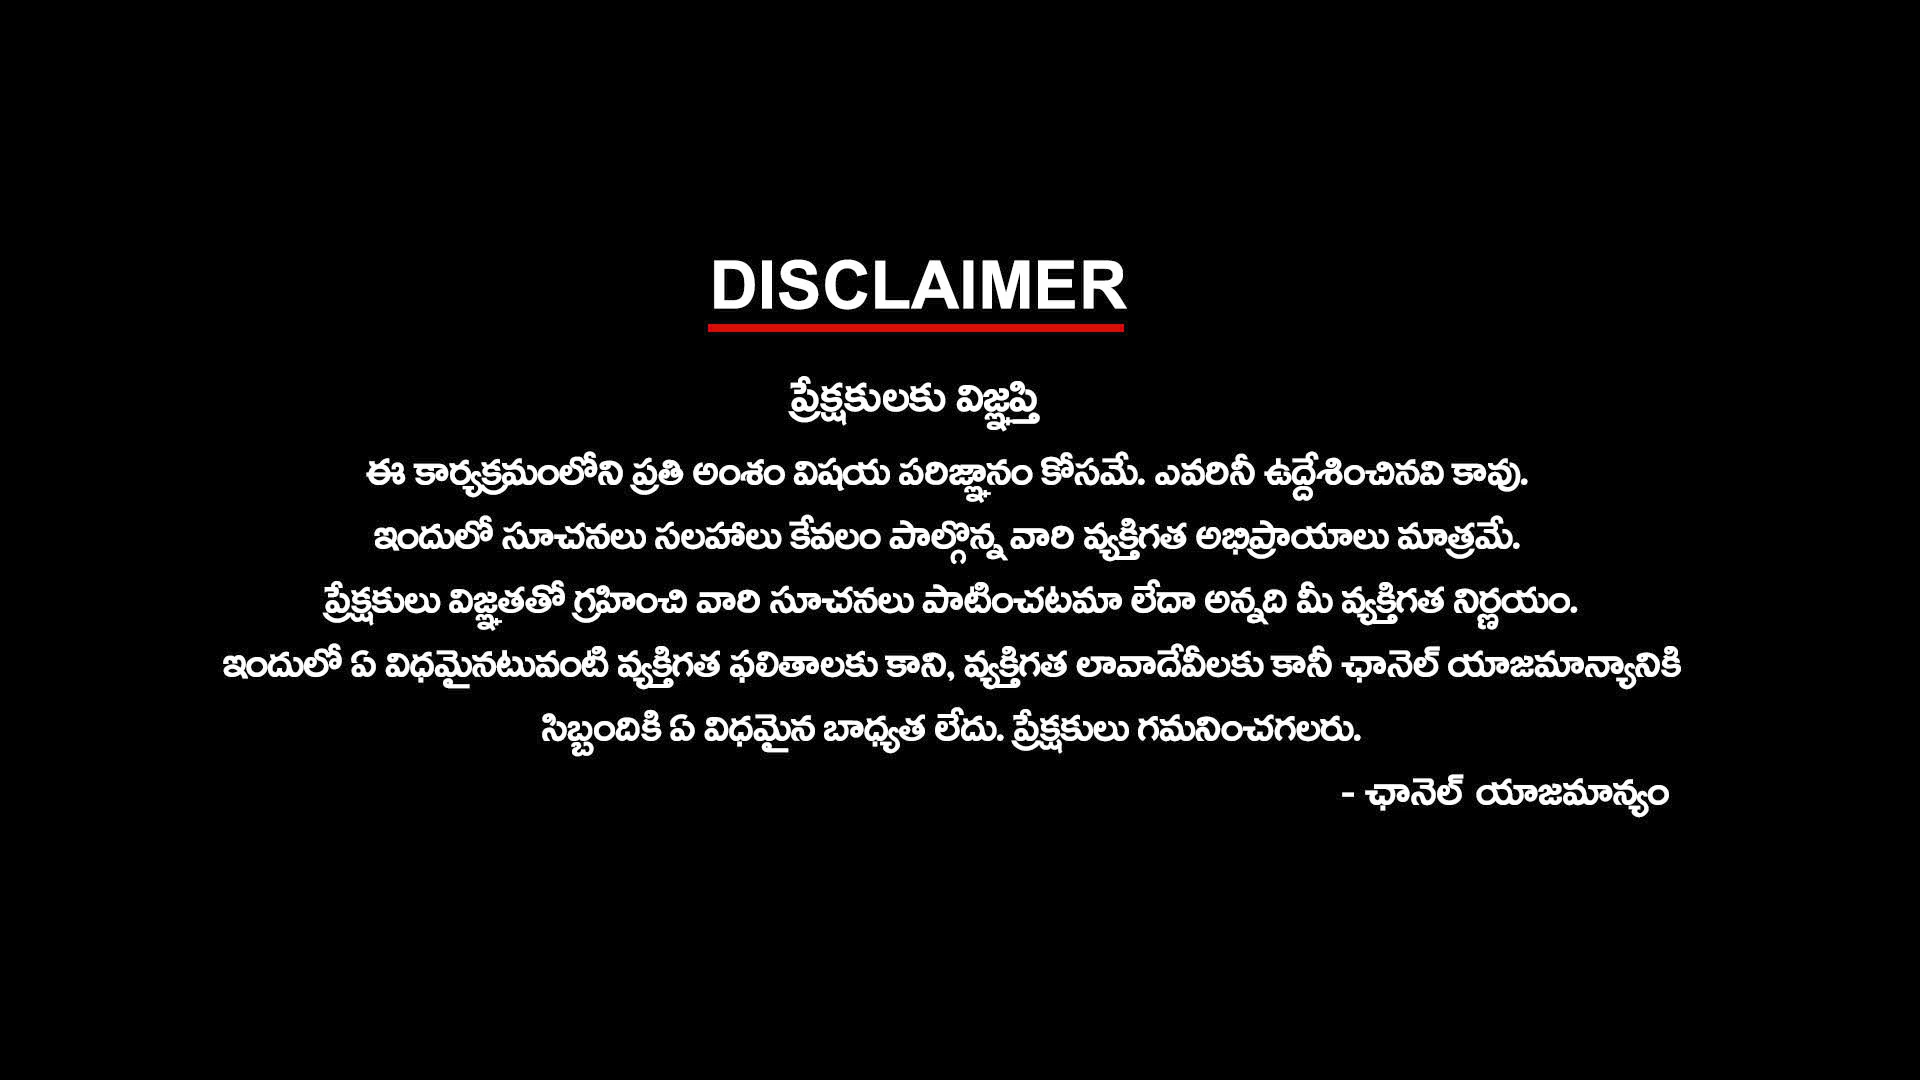 DISCLAIMER
ప్రేక్షకులకు విజ్ఞప్తి
ఈ కార్యక్రమంలోని ప్రతి అంశం విషయ పరిజ్ఞానం కోసమే. ఎవరినీ ఉద్దేశించినవి కావు.
ఇందులో సూచనలు సలహాలు కేవలం పాల్గొన్న వారి వ్యక్తిగత అభిప్రాయాలు మాత్రమే.
ప్రేక్షకులు విజ్ఞతతో గ్రహించి వారి సూచనలు పాటించటమా లేదా అన్నది మీ వ్యక్తిగత నిర్ణయం.
ఇందులో ఏ విధమైనటువంటి వ్యక్తిగత ఫలితాలకు కాని, వ్యక్తిగత లావాదేవీలకు కానీ ఛానెల్ యాజమాన్యానికి
సిబ్బందికి ఏ విధమైన బాధ్యత లేదు. ప్రేక్షకులు గమనించగలరు.
- ఛానెల్ యాజమాన్యం